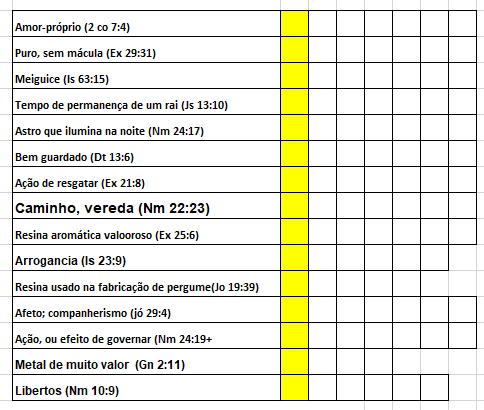 Amor-próprio (2 co 7:4)
Puro, sem mácula (Ex 29:31)
Meiguice (Is 63:15)
Tempo de permanença de um rai (Js 13:10)
Astro que ilumina na noite (Nm 24:17)
Bem guardado (Dt 13:6)
Ação de resgatar (Ex 21:8)
Caminho, vereda (Nm 22:23)
Resina aromática valooroso (Ex 25:6)
Arrogancia (Is 23:9)
Resina usado na fabricação de pergume(Jo 19:39)
Afeto; companherismo (jó 29:4)
Ação, ou efeito de governar (Nm 24:19+
Metal de muito valor  (Gn 2:11)
Libertos (Nm 10:9)